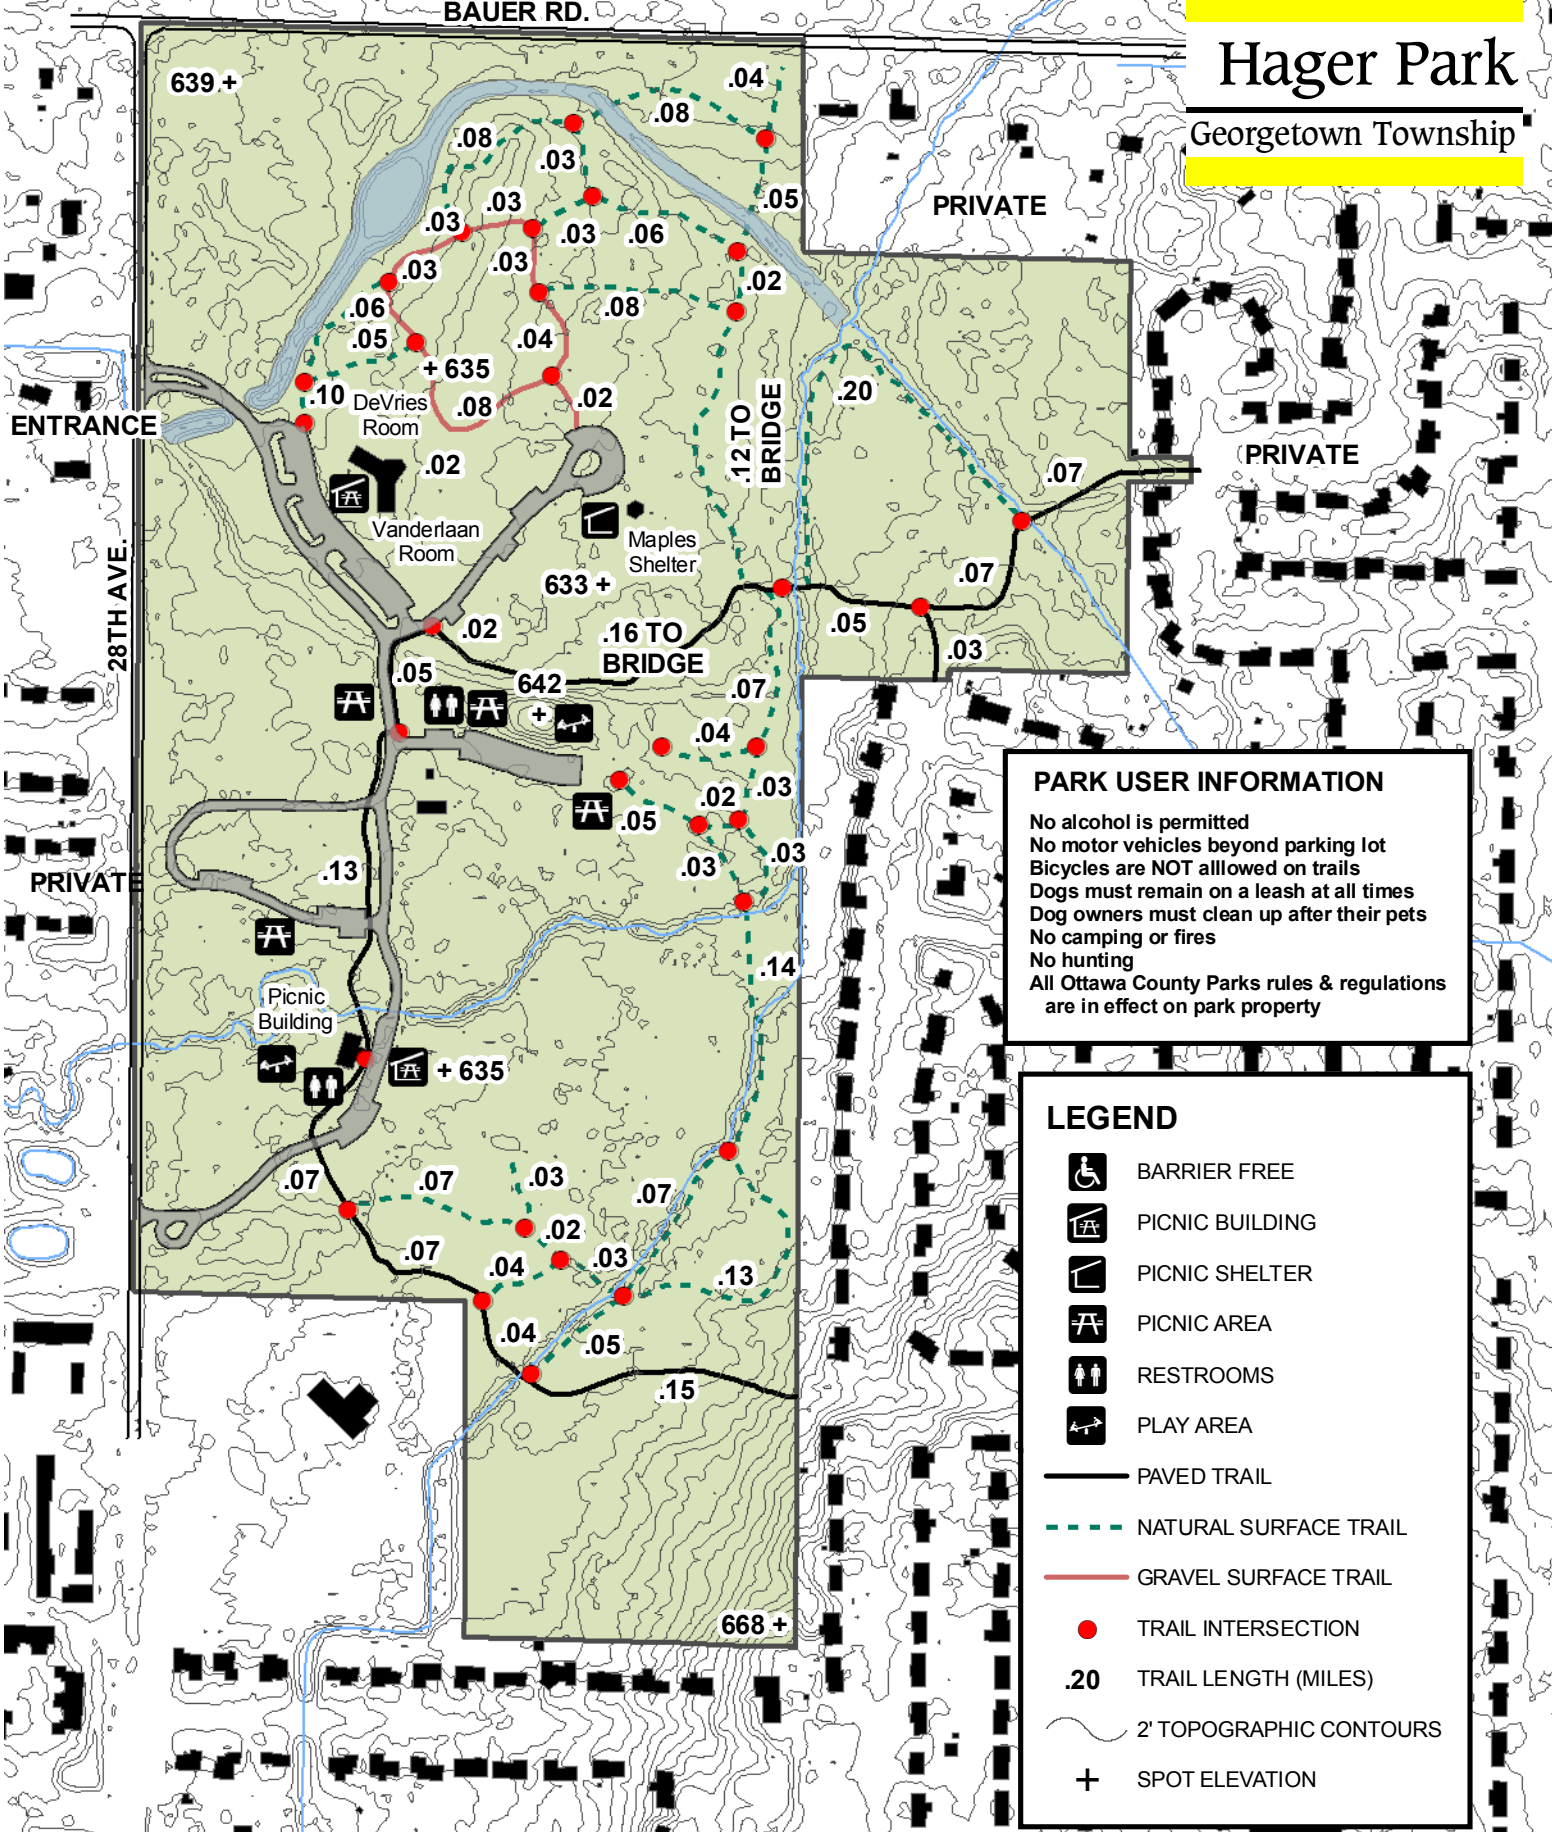 BAUER RD.
Hager Park
Georgetown Township
639 +
.04
.08
.08
.03
.05
PRIVATE
.03
.03
.03
.06
.03
.03
.02
.06
.08
.05
.04
+ 635
.10
DeVries
Room
.08
.02
.20
.12 TO
BRIDGE
ENTRANCE
.02
.07
PRIVATE
Vanderlaan
Room
Maples
Shelter
633 +
.07
28TH AVE.
.02
.16 TO
BRIDGE
.05
.03
.05
642
+
.07
.04
.03
.02
.05
.03
.03
.13
PRIVATE
.14
Picnic
Building
+ 635
.07
.07
.03
.07
.02
.07
.04
.03
.13
.04
.05
.15
668 +
PARK USER INFORMATION
No alcohol is permitted
No motor vehicles beyond parking lot
Bicycles are NOT alllowed on trails
Dogs must remain on a leash at all times
Dog owners must clean up after their pets
No camping or fires
No hunting
All Ottawa County Parks rules & regulations
are in effect on park property
LEGEND
BARRIER FREE
PICNIC BUILDING
PICNIC SHELTER
PICNIC AREA
RESTROOMS
PLAY AREA
PAVED TRAIL
NATURAL SURFACE TRAIL
GRAVEL SURFACE TRAIL
TRAIL INTERSECTION
.20 TRAIL LENGTH (MILES)
2' TOPOGRAPHIC CONTOURS
+ SPOT ELEVATION